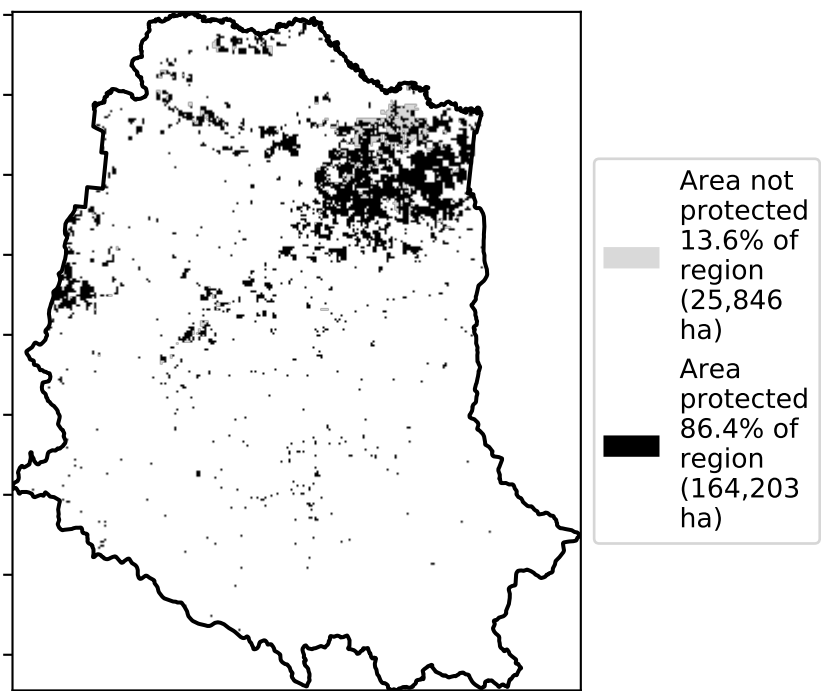 Area not
protected
13.6% of
region
(25,846
ha)
Area
protected
86.4% of
region
(164,203
ha)